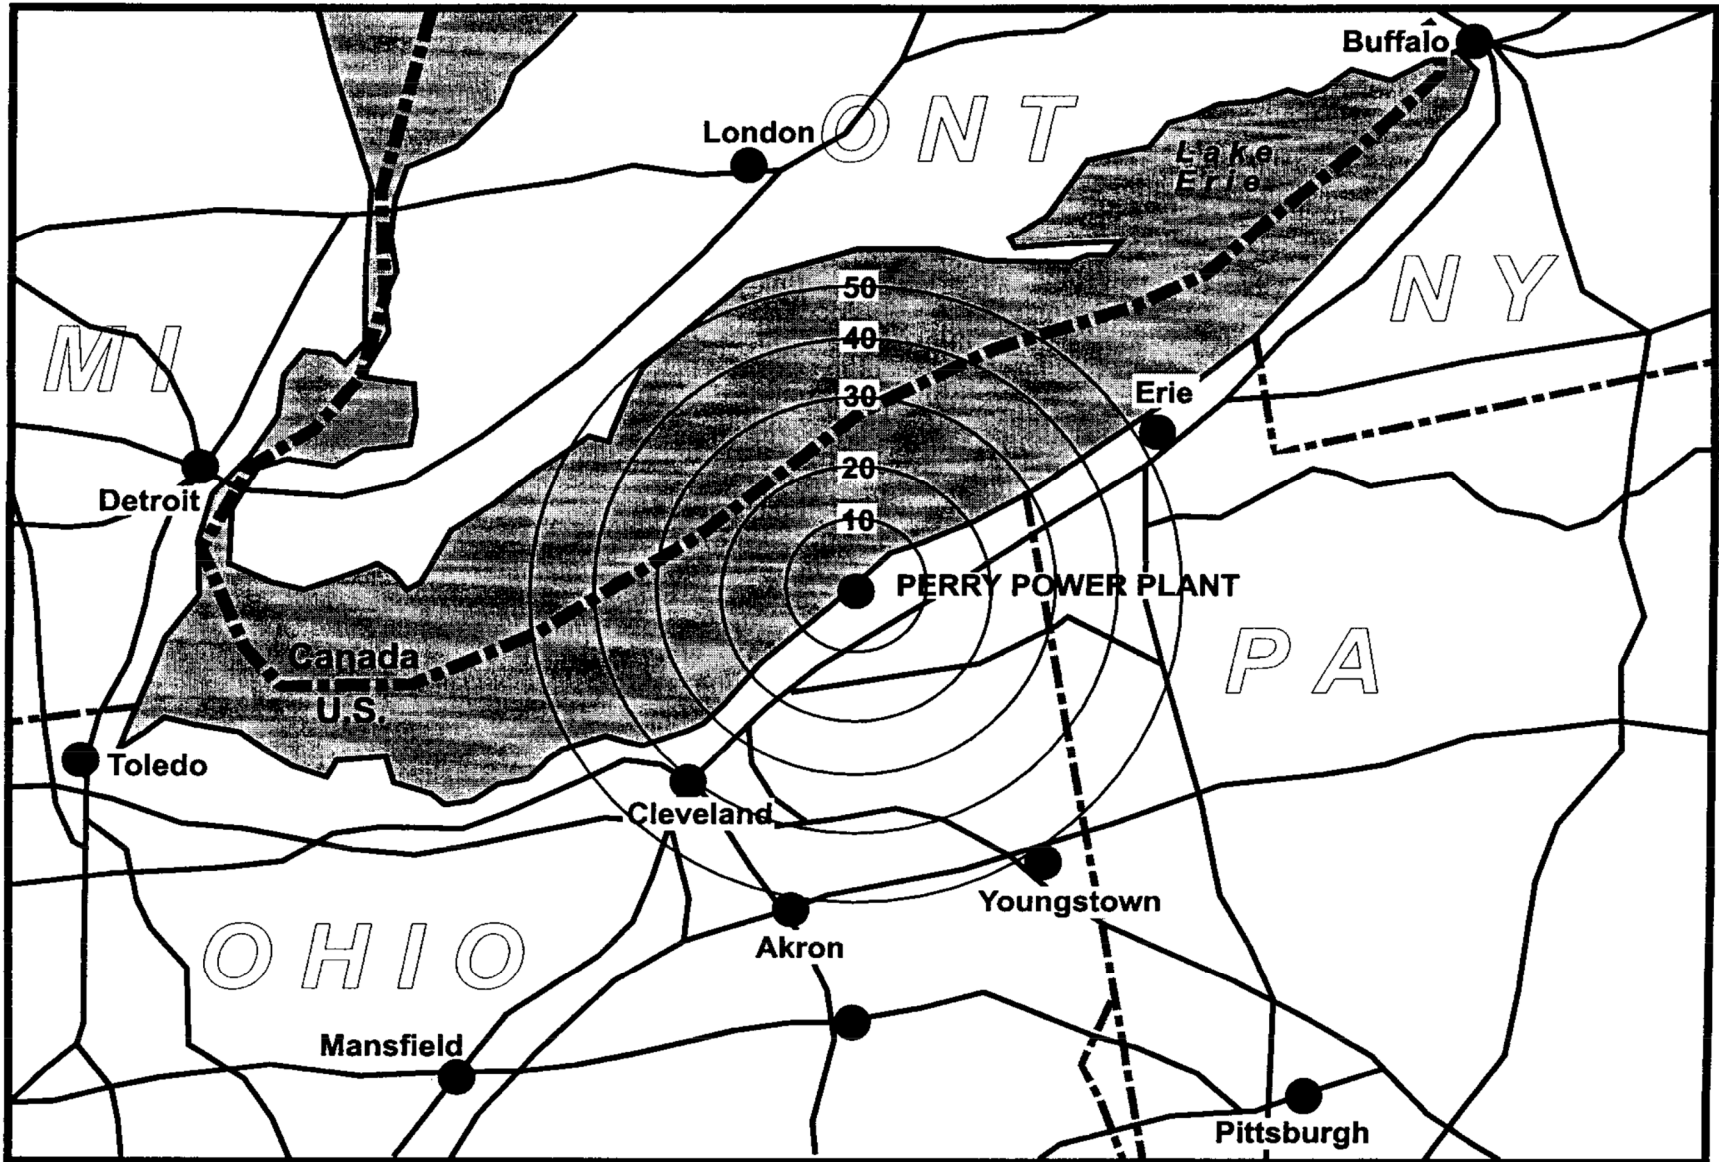 Buffalo
London
ONT
Lake
Erie
50
NY
MI
40
30
Erie
20
Detroit
10
PERRY POWER PLANT
Canada
PA
U.S.
Toledo
Cleveland
Youngstown
Akron
OHIO
Mansfield
Pittsburgh